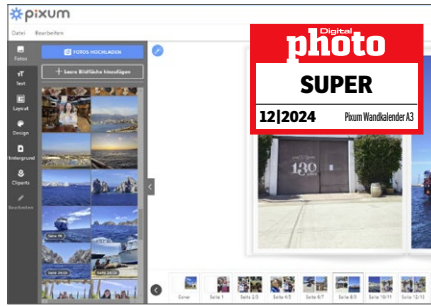 pixum
Datei Bearbeiten
Fotos
FOTOS HOCHLADEN
+ Leere Bildfläche hinzufügen
Text
Layout
Design
Hintergrund
Cliparts
Bearbeiten
Digital
photo
SUPER
12|2024 Pixum Wandkalender A3
130
Cover
Seite 1
Seite 2/3
Seite 4/5
Seite 6/7
Seite 8/9
Seite 10/11
Seite 12/13